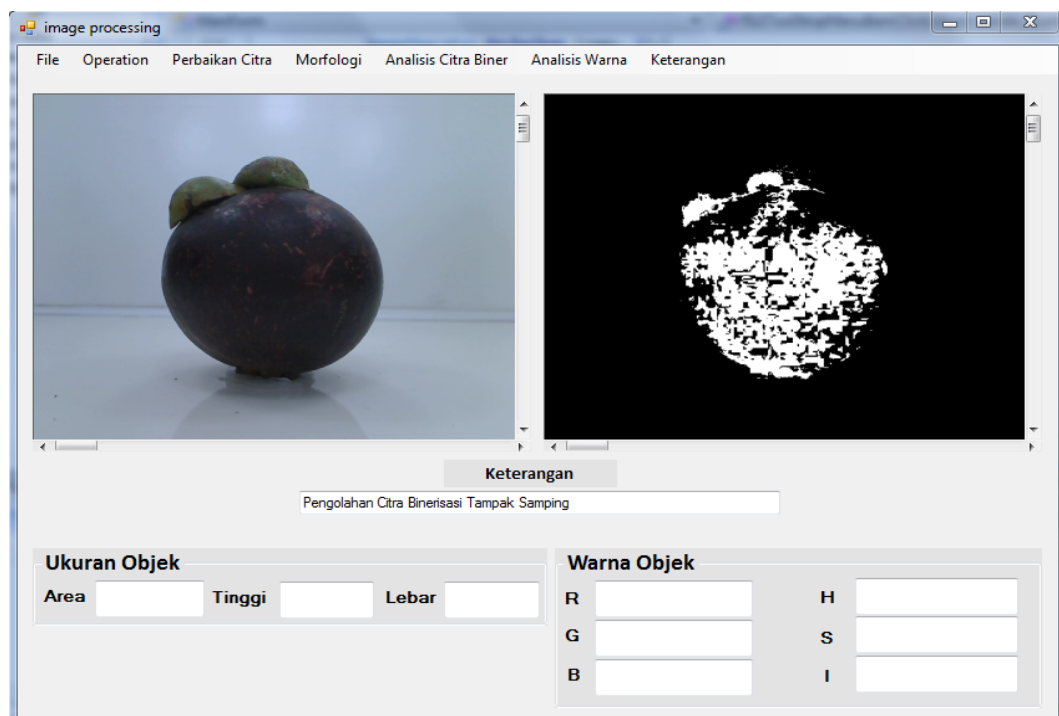 image processing
File Operation Perbaikan Citra Morfologi Analisis Citra Biner Analisis Warna Keterangan
Keterangan
Pengolahan Citra Binerisasi Tampak Samping
Ukuran Objek
Area Tinggi Lebar
Warna Objek
R H
G S
B I